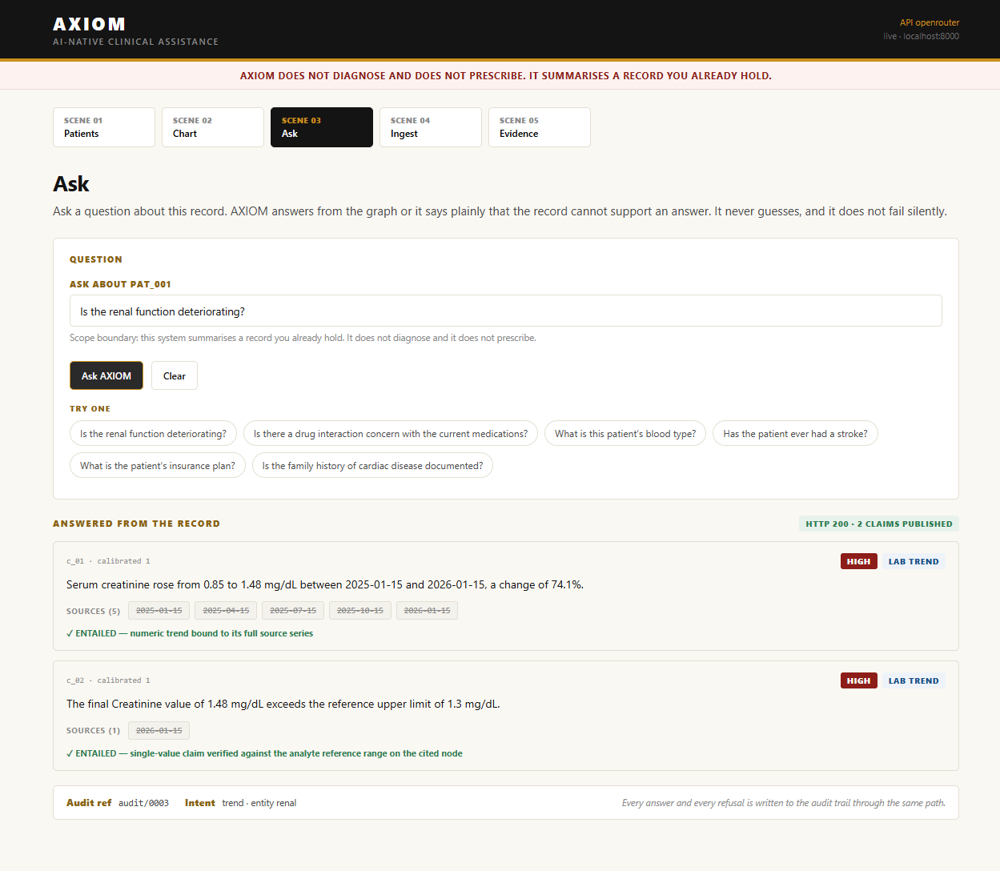 AXIOM
AI-NATIVE CLINICAL ASSISTANCE
API openrouter
live · localhost:8000
AXIOM DOES NOT DIAGNOSE AND DOES NOT PRESCRIBE. IT SUMMARISES A RECORD YOU ALREADY HOLD.
SCENE 01
Patients
SCENE 02
Chart
SCENE 03
Ask
SCENE 04
Ingest
SCENE 05
Evidence
Ask
Ask a question about this record. AXIOM answers from the graph or it says plainly that the record cannot support an answer. It never guesses, and it does not fail silently.
QUESTION
ASK ABOUT PAT_001
Is the renal function deteriorating?
Scope boundary: this system summarises a record you already hold. It does not diagnose and it does not prescribe.
Ask AXIOM Clear
TRY ONE
Is the renal function deteriorating? Is there a drug interaction concern with the current medications? What is this patient's blood type? Has the patient ever had a stroke?
What is the patient's insurance plan? Is the family history of cardiac disease documented?
ANSWERED FROM THE RECORD HTTP 200 · 2 CLAIMS PUBLISHED
c_01 · calibrated 1 HIGH LAB TREND
Serum creatinine rose from 0.85 to 1.48 mg/dL between 2025-01-15 and 2026-01-15, a change of 74.1%.
SOURCES (5) 2025-01-15 2025-04-15 2025-07-15 2025-10-15 2026-01-15
✓ ENTAILED — numeric trend bound to its full source series
c_02 · calibrated 1 HIGH LAB TREND
The final Creatinine value of 1.48 mg/dL exceeds the reference upper limit of 1.3 mg/dL.
SOURCES (1) 2026-01-15
✓ ENTAILED — single-value claim verified against the analyte reference range on the cited node
Audit ref audit/0003 Intent trend · entity renal Every answer and every refusal is written to the audit trail through the same path.